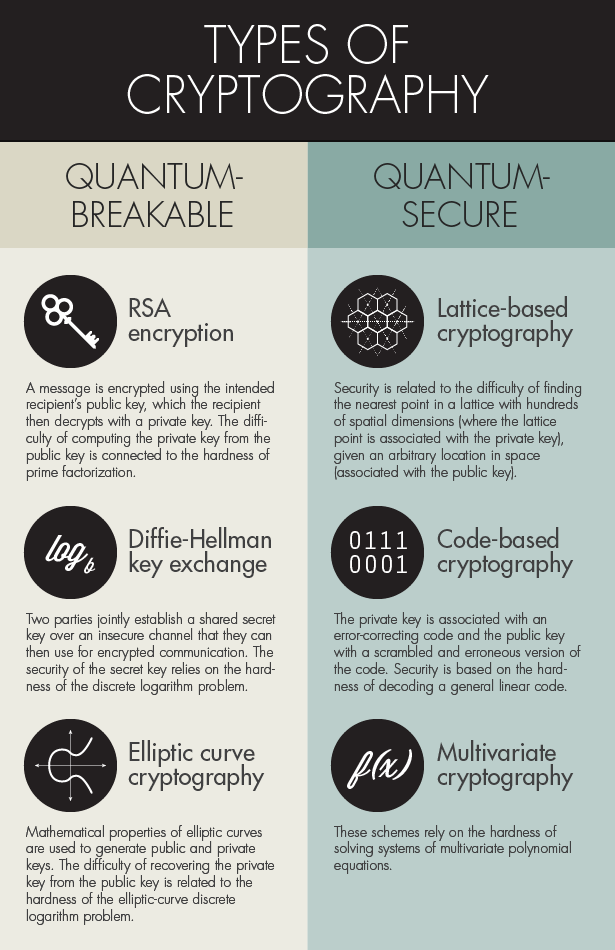 TYPES OF
CRYPTOGRAPHY
QUANTUM-
BREAKABLE
RSA
encryption
A message is encrypted using the intended
recipient's public key, which the recipient
then decrypts with a private key. The diffi-
culty of computing the private key from the
public key is connected to the hardness of
prime factorization.
log b
Diffie-Hellman
key exchange
Two parties jointly establish a shared secret
key over an insecure channel that they can
then use for encrypted communication. The
security of the secret key relies on the hard-
ness of the discrete logarithm problem.
Elliptic curve
cryptography
Mathematical properties of elliptic curves
are used to generate public and private
keys. The difficulty of recovering the private
key from the public key is related to the
hardness of the elliptic-curve discrete
logarithm problem.
QUANTUM-
SECURE
Lattice-based
cryptography
Security is related to the difficulty of finding
the nearest point in a lattice with hundreds
of spatial dimensions (where the lattice
point is associated with the private key),
given an arbitrary location in space
(associated with the public key).
0111
0001
Code-based
cryptography
The private key is associated with an
error-correcting code and the public key
with a scrambled and erroneous version of
the code. Security is based on the hard-
ness of decoding a general linear code.
f(x)
Multivariate
cryptography
These schemes rely on the hardness of
solving systems of multivariate polynomial
equations.